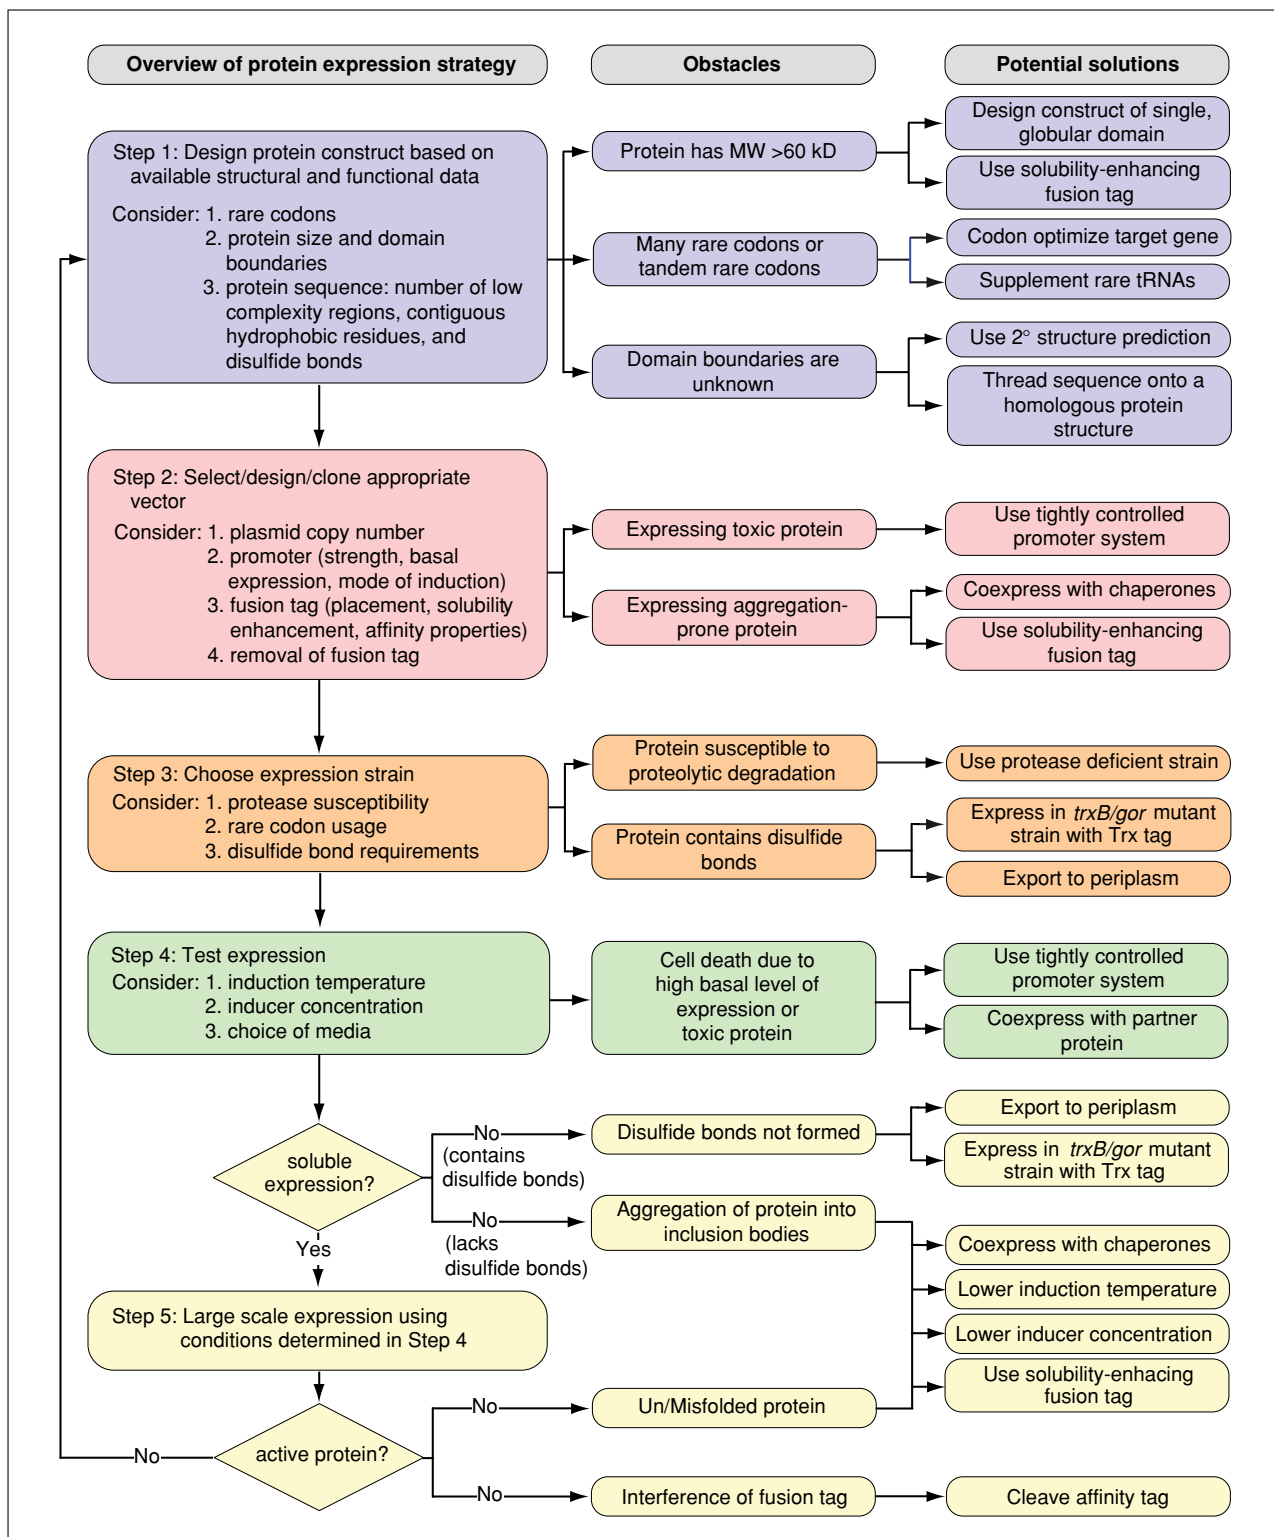 Overview of protein expression strategy
Obstacles
Potential solutions
Step 1: Design protein construct based on
available structural and functional data
Consider: 1. rare codons
2. protein size and domain
boundaries
3. protein sequence: number of low
complexity regions, contiguous
hydrophobic residues, and
disulfide bonds
Protein has MW >60 kD
Design construct of single,
globular domain
Use solubility-enhancing
fusion tag
Many rare codons or
tandem rare codons
Codon optimize target gene
Supplement rare tRNAs
Domain boundaries are
unknown
Use 2° structure prediction
Thread sequence onto a
homologous protein
structure
Step 2: Select/design/clone appropriate
vector
Consider: 1. plasmid copy number
2. promoter (strength, basal
expression, mode of induction)
3. fusion tag (placement, solubility
enhancement, affinity properties)
4. removal of fusion tag
Expressing toxic protein
Use tightly controlled
promoter system
Expressing aggregation-
prone protein
Coexpress with chaperones
Use solubility-enhancing
fusion tag
Step 3: Choose expression strain
Consider: 1. protease susceptibility
2. rare codon usage
3. disulfide bond requirements
Protein susceptible to
proteolytic degradation
Use protease deficient strain
Protein contains disulfide
bonds
Express in trxB/gor mutant
strain with Trx tag
Export to periplasm
Step 4: Test expression
Consider: 1. induction temperature
2. inducer concentration
3. choice of media
Cell death due to
high basal level of
expression or
toxic protein
Use tightly controlled
promoter system
Coexpress with partner
protein
soluble
expression?
No
(contains
disulfide bonds)
Disulfide bonds not formed
Export to periplasm
Express in trxB/gor mutant
strain with Trx tag
No
(lacks
disulfide bonds)
Aggregation of protein into
inclusion bodies
Coexpress with chaperones
Lower induction temperature
Lower inducer concentration
Use solubility-enhacing
fusion tag
Yes
Step 5: Large scale expression using
conditions determined in Step 4
active protein?
No
No
Un/Misfolded protein
No
Interference of fusion tag
Cleave affinity tag